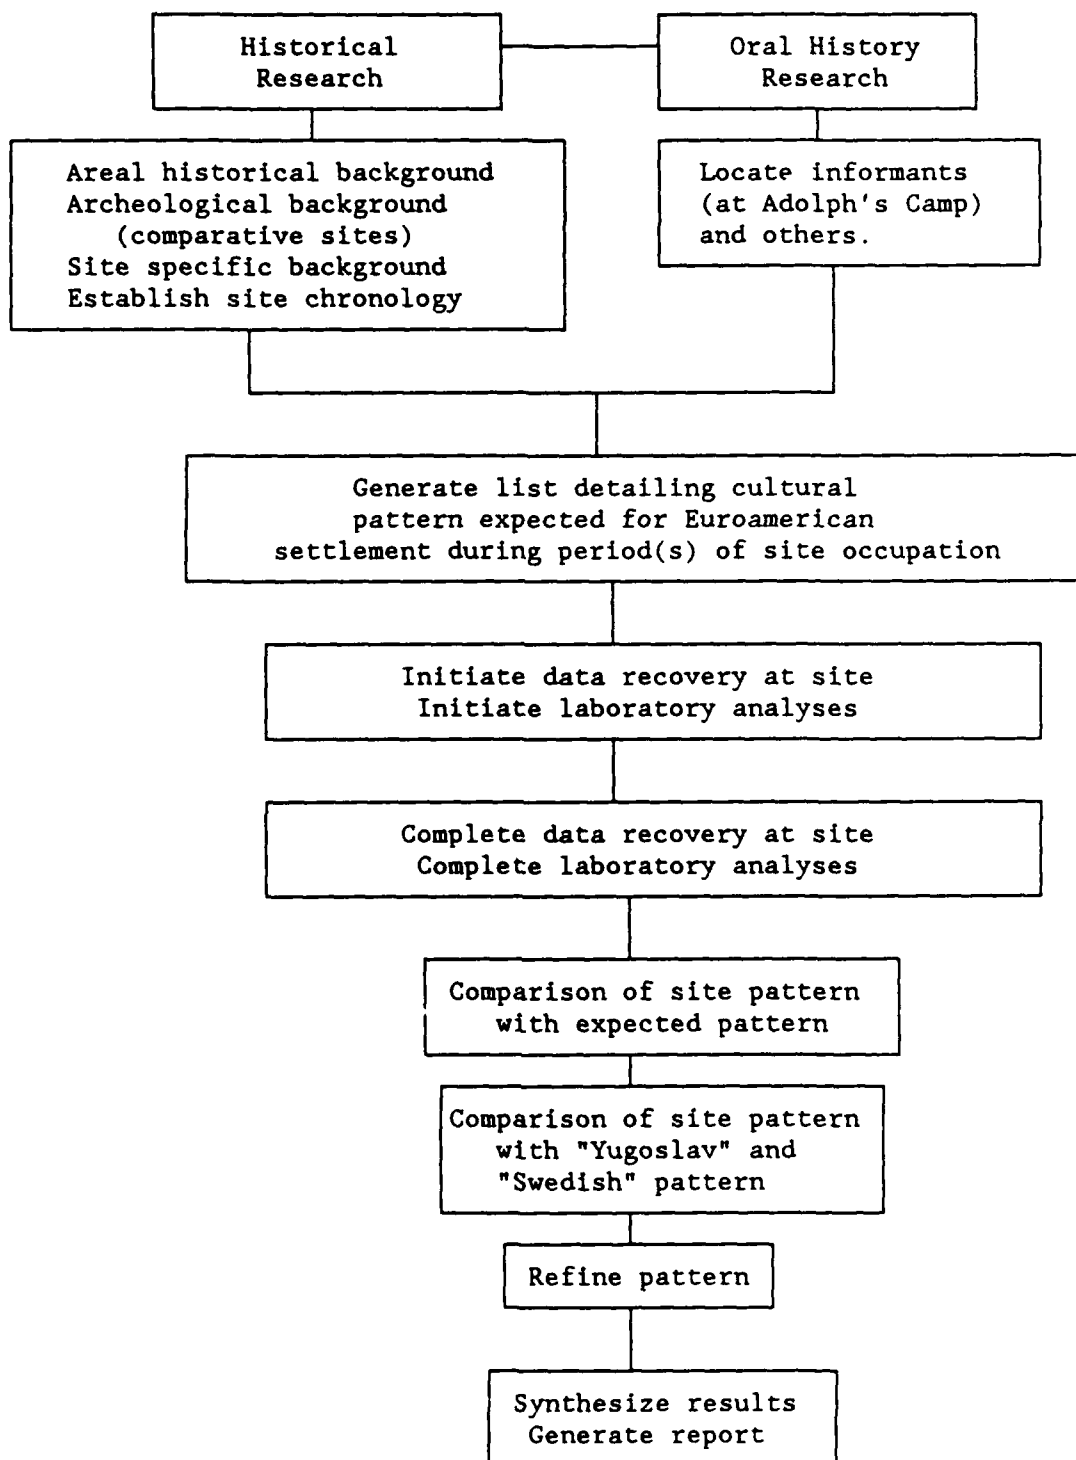 Historical
Research
Oral History
Research
Areal historical background
Archeological background
(comparative sites)
Site specific background
Establish site chronology
Locate informants
(at Adolph's Camp)
and others.
Generate list detailing cultural
pattern expected for Euroamerican
settlement during period(s) of site occupation
Initiate data recovery at site
Initiate laboratory analyses
Complete data recovery at site
Complete laboratory analyses
Comparison of site pattern
with expected pattern
Comparison of site pattern
with "Yugoslav" and
"Swedish" pattern
Refine pattern
Synthesize results
Generate report